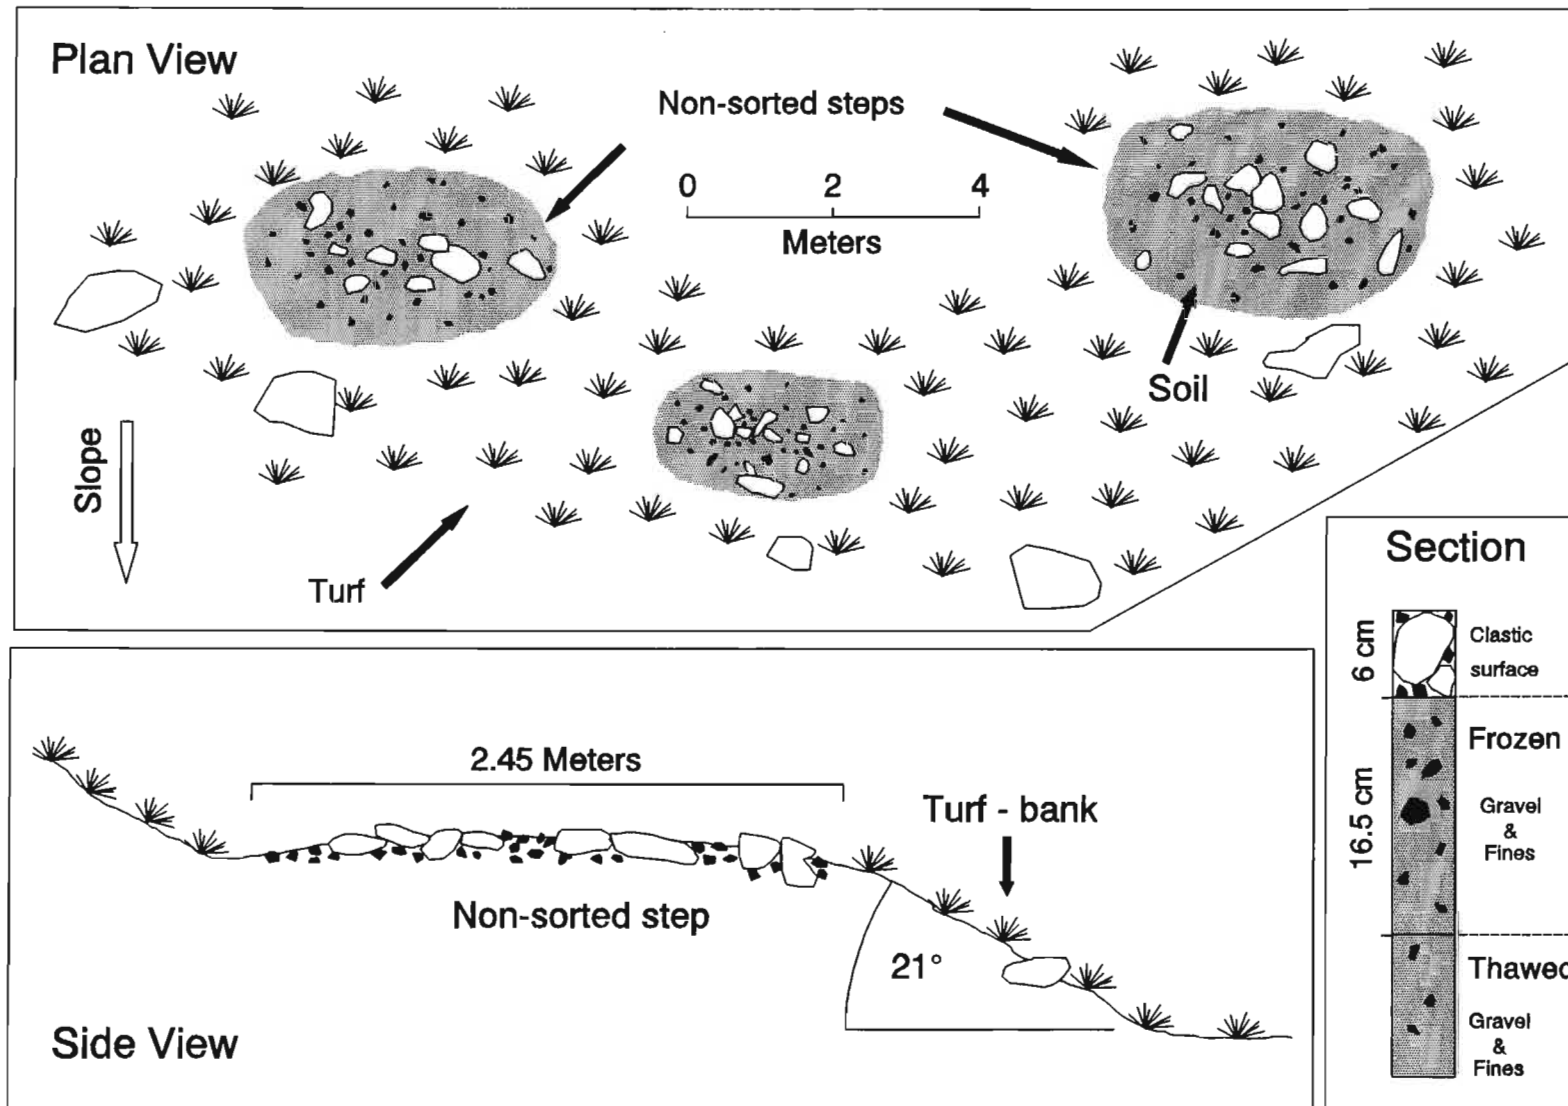 Plan View
Non-sorted steps
0 2 4
Meters
Soil
Slope
Turf
Section
6 cm
Clastic
surface
16.5 cm
Frozen
Gravel
&
Fines
Thawed
Gravel
&
Fines
2.45 Meters
Turf - bank
Non-sorted step
21°
Side View